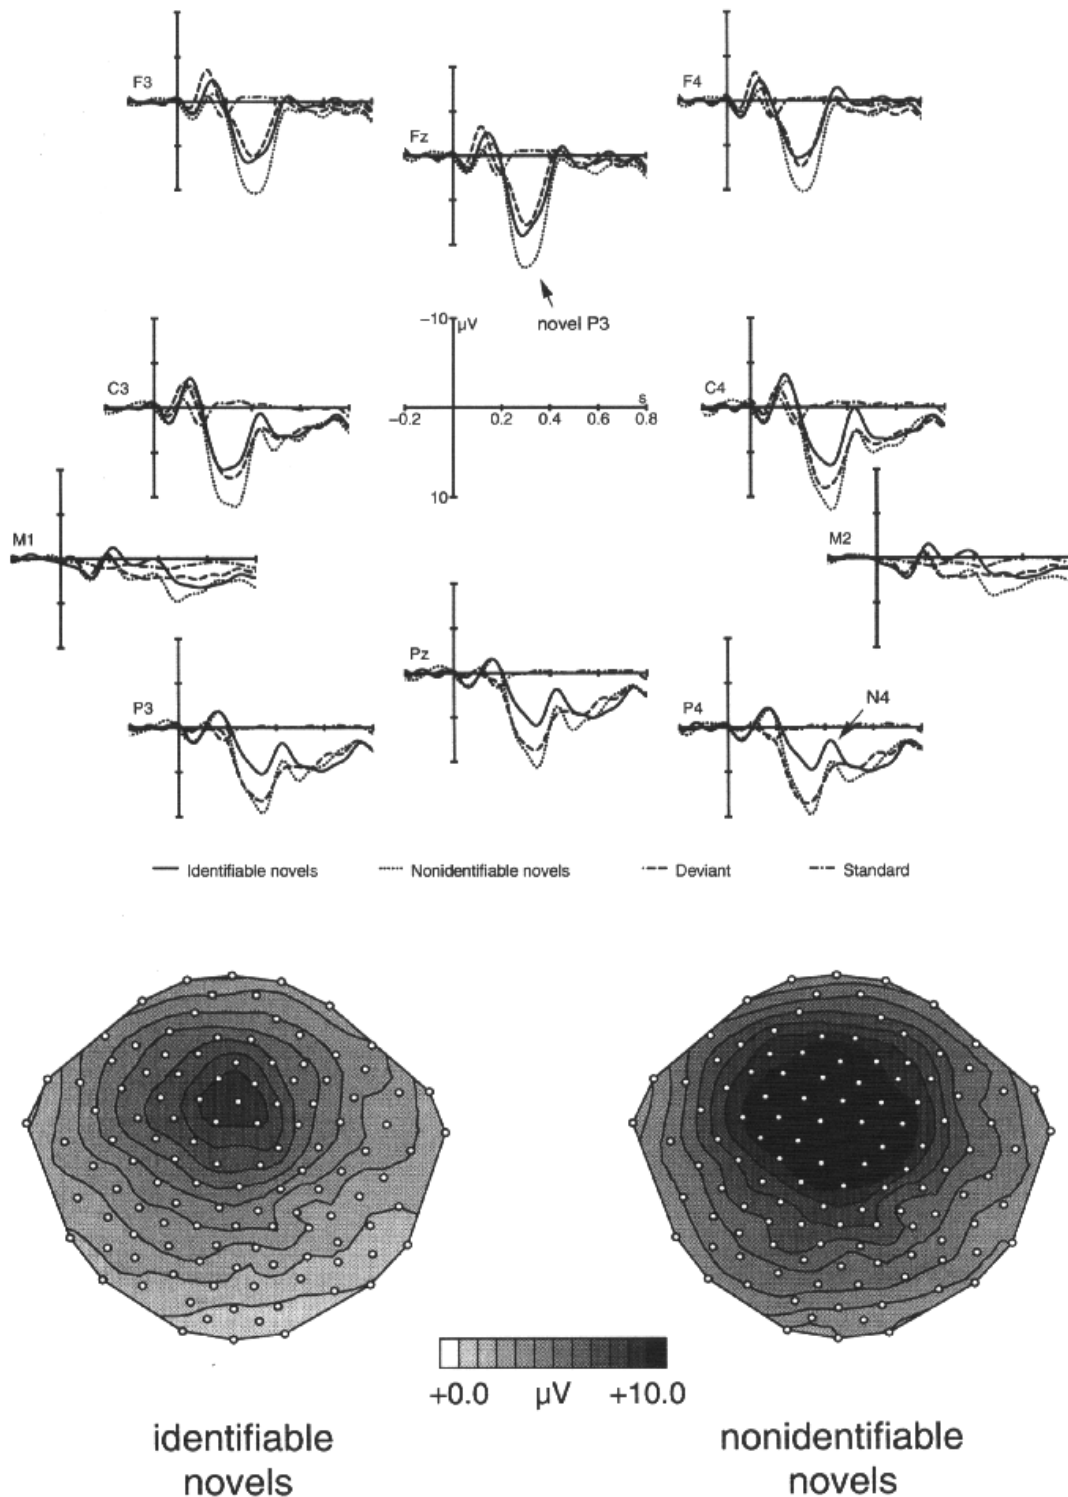 F3
F4
Fz
novel P3
−10
µV
C3
C4
s
−0.2
0.2
0.4
0.6
0.8
10
M1
M2
Pz
P3
P4
N4
Identifiable novels
Nonidentifiable novels
Deviant
Standard
+0.0
µV
+10.0
identifiable
novels
nonidentifiable
novels